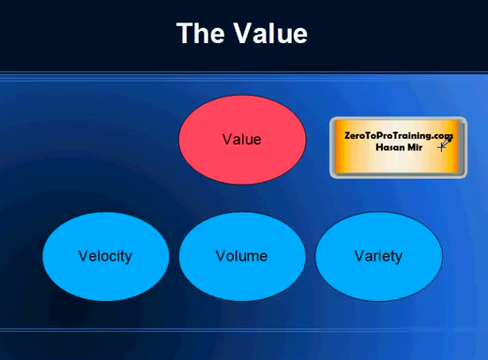 The Value
Value
ZeroToProTraining.com
Hasan Mir
Velocity
Volume
Variety